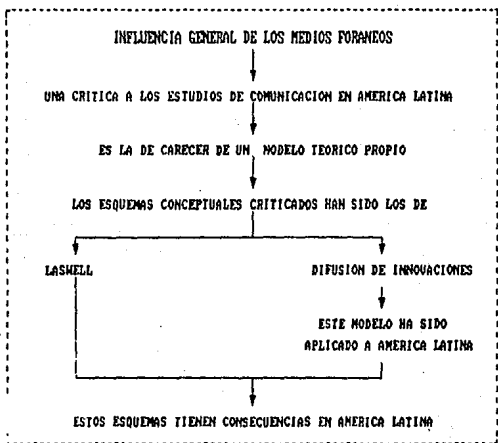 INFLUENCIA GENERAL DE LOS MEDIOS FORANEOS
UNA CRITICA A LOS ESTUDIOS DE COMUNICACION EN AMERICA LATINA
ES LA DE CARECER DE UN MODELO TEORICO PROPIO
LOS ESQUEMAS CONCEPTUALES CRITICADOS HAN SIDO LOS DE
LASWELL
DIFUSION DE INNOVACIONES
ESTE MODELO HA SIDO
APLICADO A AMERICA LATINA
ESTOS ESQUEMAS TIENEN CONSECUENCIAS EN AMERICA LATINA